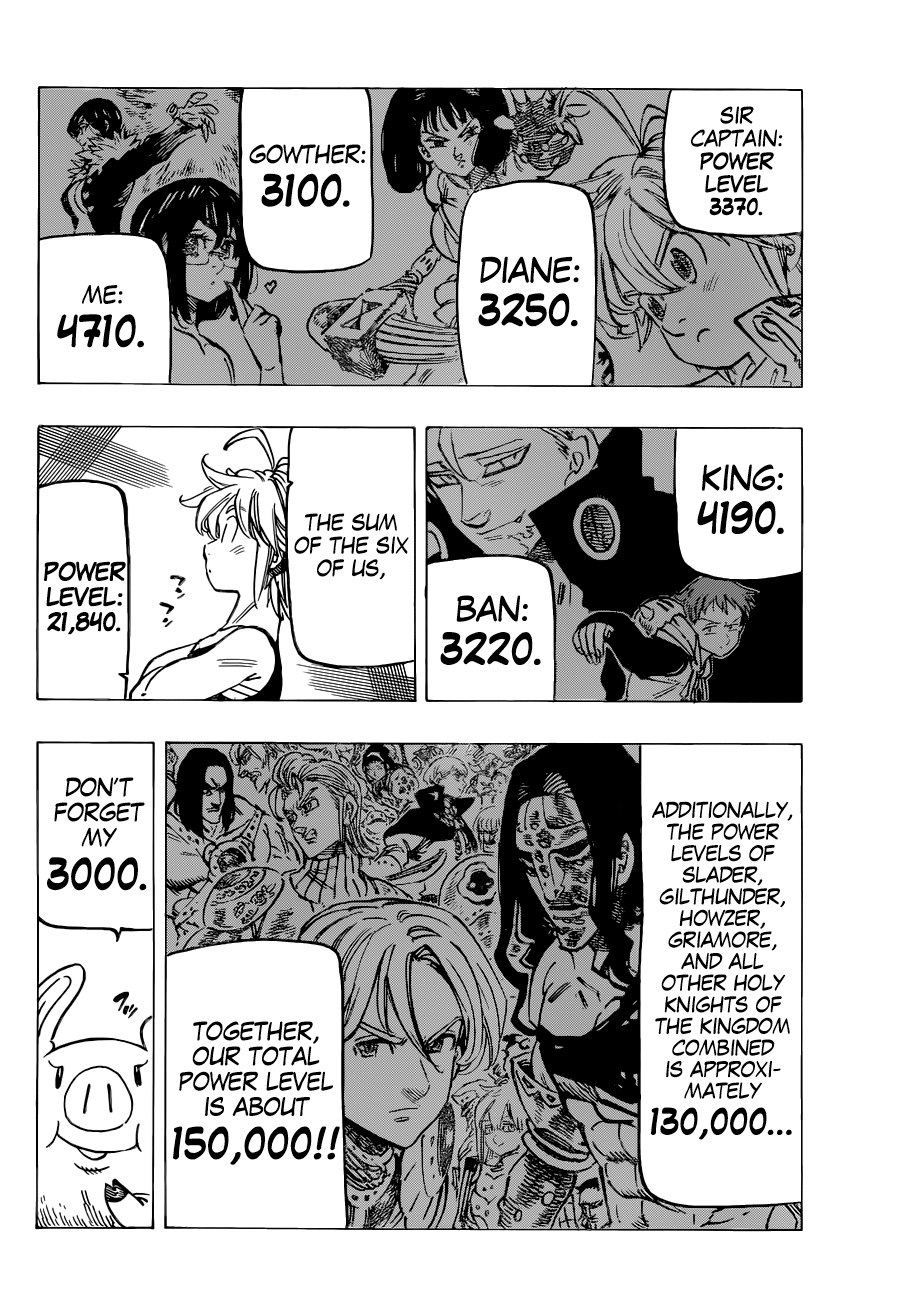 SIR
CAPTAIN:
POWER
LEVEL
3370.
DIANE:
3250.
GOWTHER:
3100.
ME:
4710.
KING:
4190.
BAN:
3220.
THE SUM
OF THE SIX
OF US,
POWER
LEVEL:
21,840.
ADDITIONALLY,
THE POWER
LEVELS OF
SLADER,
GILTHUNDER,
HOWZER,
GRIAMORE,
AND ALL
OTHER HOLY
KNIGHTS OF
THE KINGDOM
COMBINED
IS APPROXI-
MATELY
130,000...
TOGETHER,
OUR TOTAL
POWER LEVEL
IS ABOUT
150,000!!
DON'T
FORGET
MY
3000.